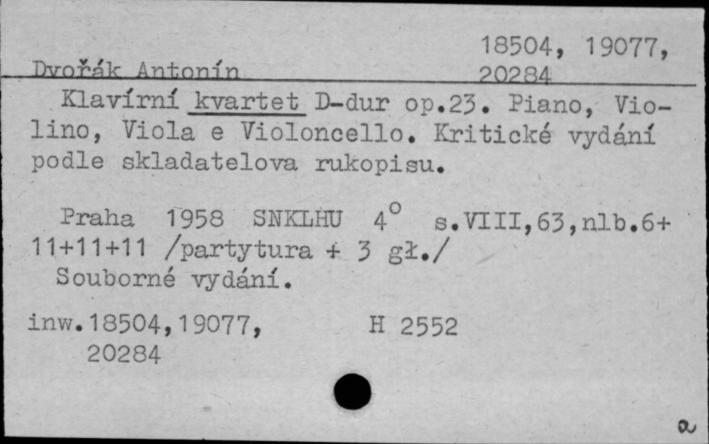 18504, 19077,
Dvořák Antonín 20284
Klavírní kvartet D-dur op.23. Piano, Vio-
lino, Viola e Violoncello. Kritické vydání
podle skladatelova rukopisu.
Praha 1958 SNKLHU 4° s.VIII,63,nlb.6+
11+11+11 /partytura + 3 gł./
Souborné vydání.
inw.18504,19077, H 2552
20284
a